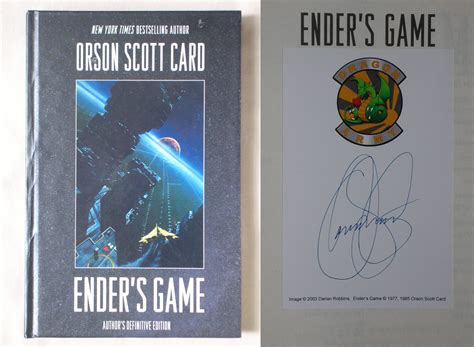 NEW YORK TIMES BESTSELLING AUTHOR
ORSON SCOTT CARD
ENDER'S GAME
AUTHOR'S DEFINITIVE EDITION
ENDER'S GAME
DRAGON
ARMY
Image © 2003 Darian Robbins, Ender's Game © 1977, 1985 Orson Scott Card